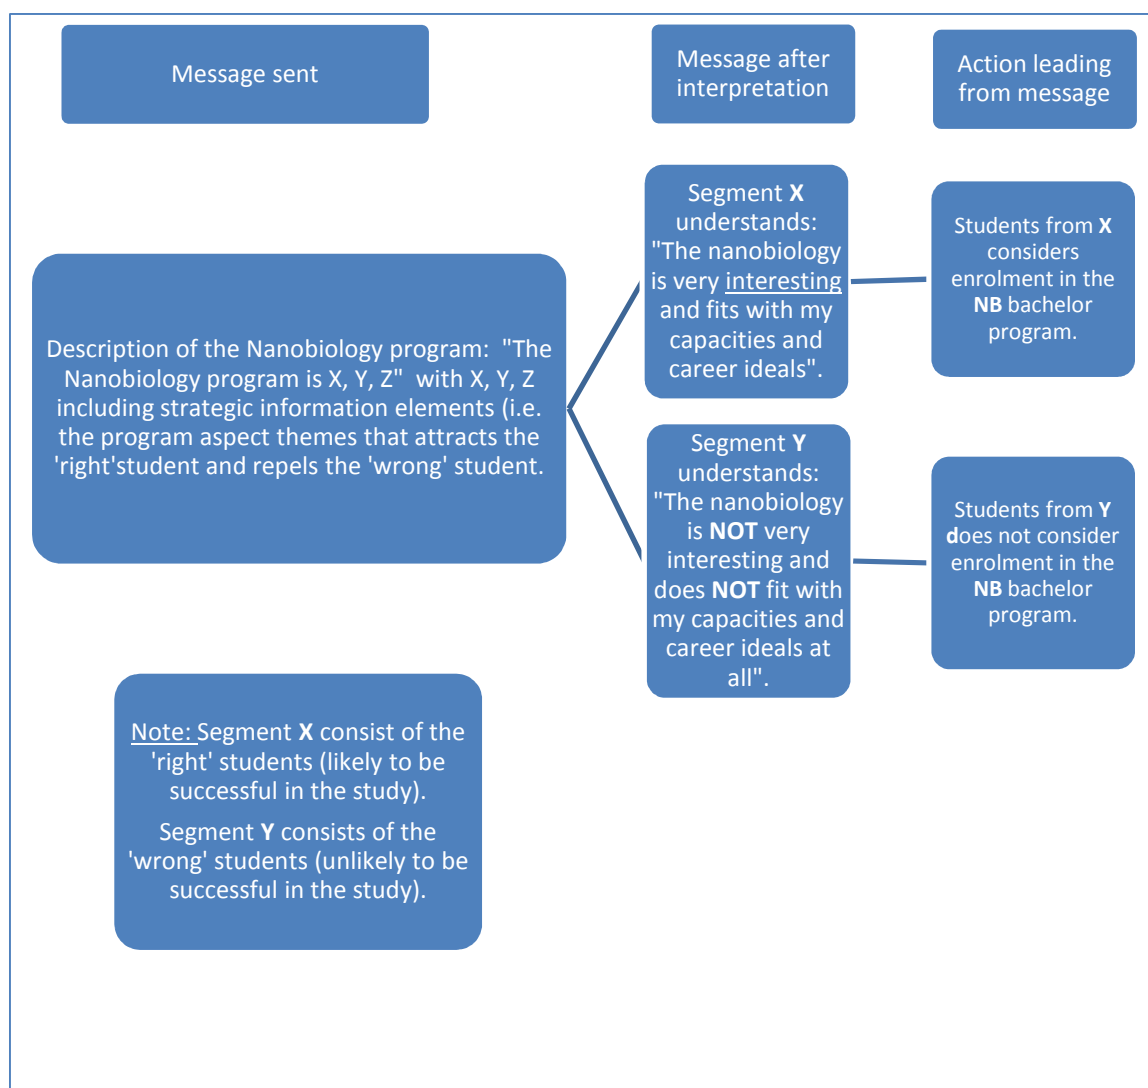 Message sent
Message after
interpretation
Action leading
from message
Description of the Nanobiology program:  "The
Nanobiology program is X, Y, Z"  with X, Y, Z
including strategic information elements (i.e.
the program aspect themes that attracts the
'right'student and repels the 'wrong' student.
Segment X
understands:
"The nanobiology
is very interesting
and fits with my
capacities and
career ideals".
Students from X
considers
enrolment in the
NB bachelor
program.
Segment Y
understands:
"The nanobiology
is NOT very
interesting and
does NOT fit with
my capacities and
career ideals at
all".
Students from Y
does not consider
enrolment in the
NB bachelor
program.
Note: Segment X consist of the
'right' students (likely to be
successful in the study).
Segment Y consists of the
'wrong' students (unlikely to be
successful in the study).